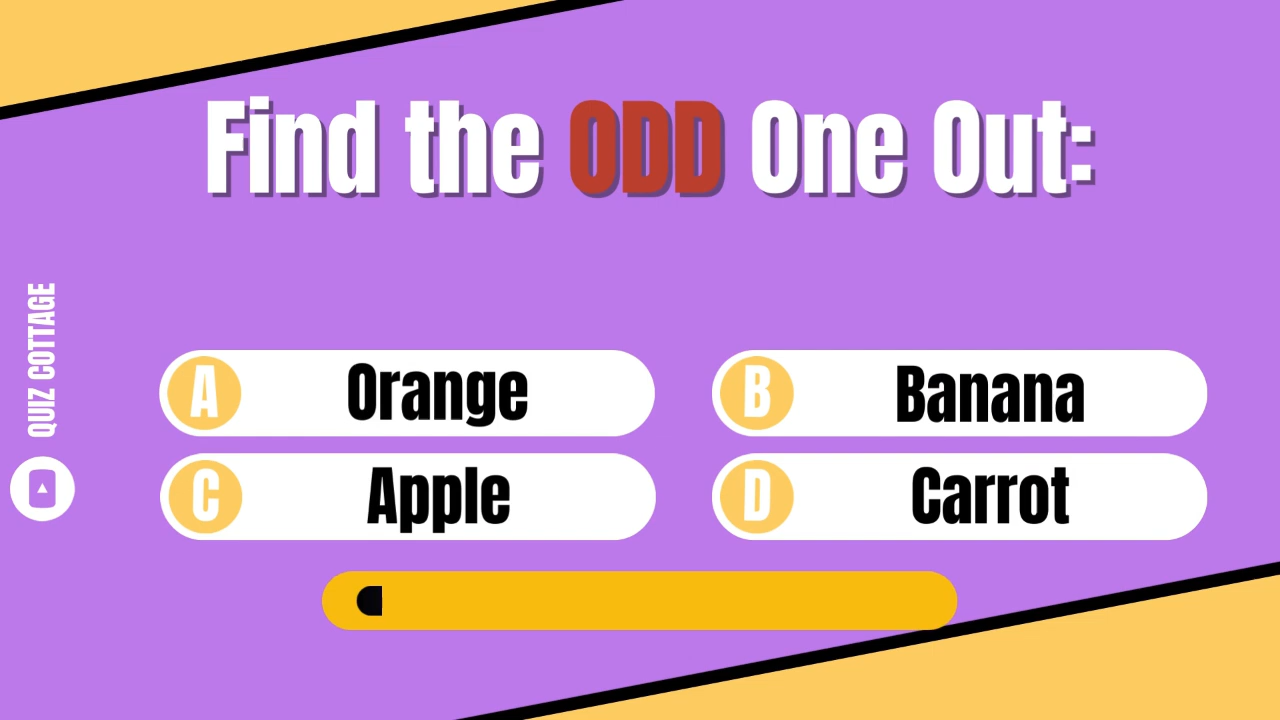 Find the ODD One Out:
QUIZ COTTAGE
A Orange
B Banana
C Apple
D Carrot